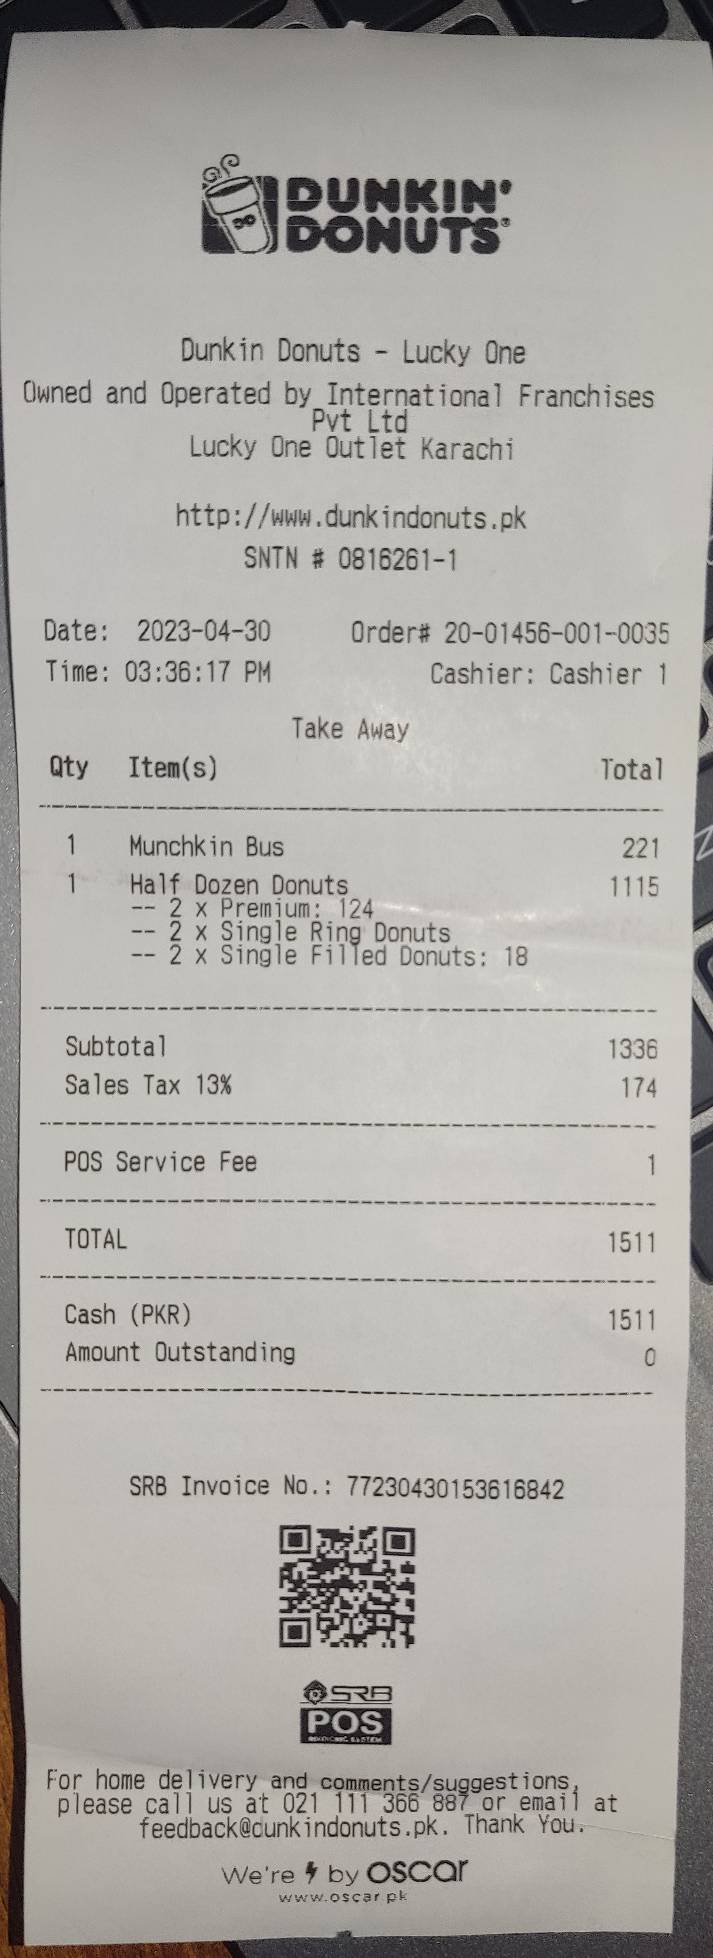 DUNKIN'
DONUTS
Dunkin Donuts - Lucky One
Owned and Operated by International Franchises
Pvt Ltd
Lucky One Outlet Karachi
http://www.dunkindonuts.pk
SNTN # 0816261-1
Date: 2023-04-30 Order# 20-01456-001-0035
Time: 03:36:17 PM Cashier: Cashier 1
Take Away
Qty Item(s) Total
1 Munchkin Bus 221
1 Half Dozen Donuts 1115
-- 2 x Premium: 124
-- 2 x Single Ring Donuts
-- 2 x Single Filled Donuts: 18
Subtotal 1336
Sales Tax 13% 174
POS Service Fee 1
TOTAL 1511
Cash (PKR) 1511
Amount Outstanding 0
SRB Invoice No.: 77230430153616842
SRB
POS
For home delivery and comments/suggestions,
please call us at 021 111 366 887 or email at
feedback@dunkindonuts.pk. Thank You.
We're by oscar
www.oscar.pk